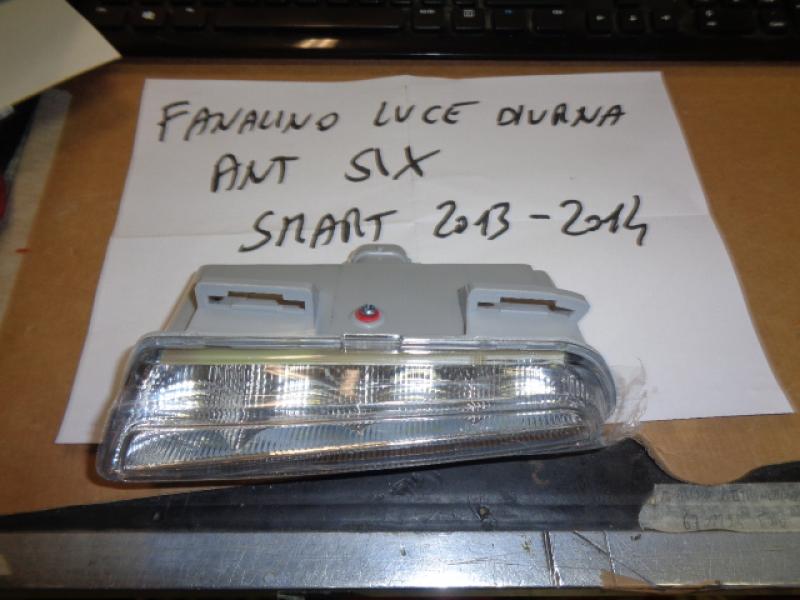 FANALINO LUCE DIURNA
ANT SIX
SMART 2013-2014